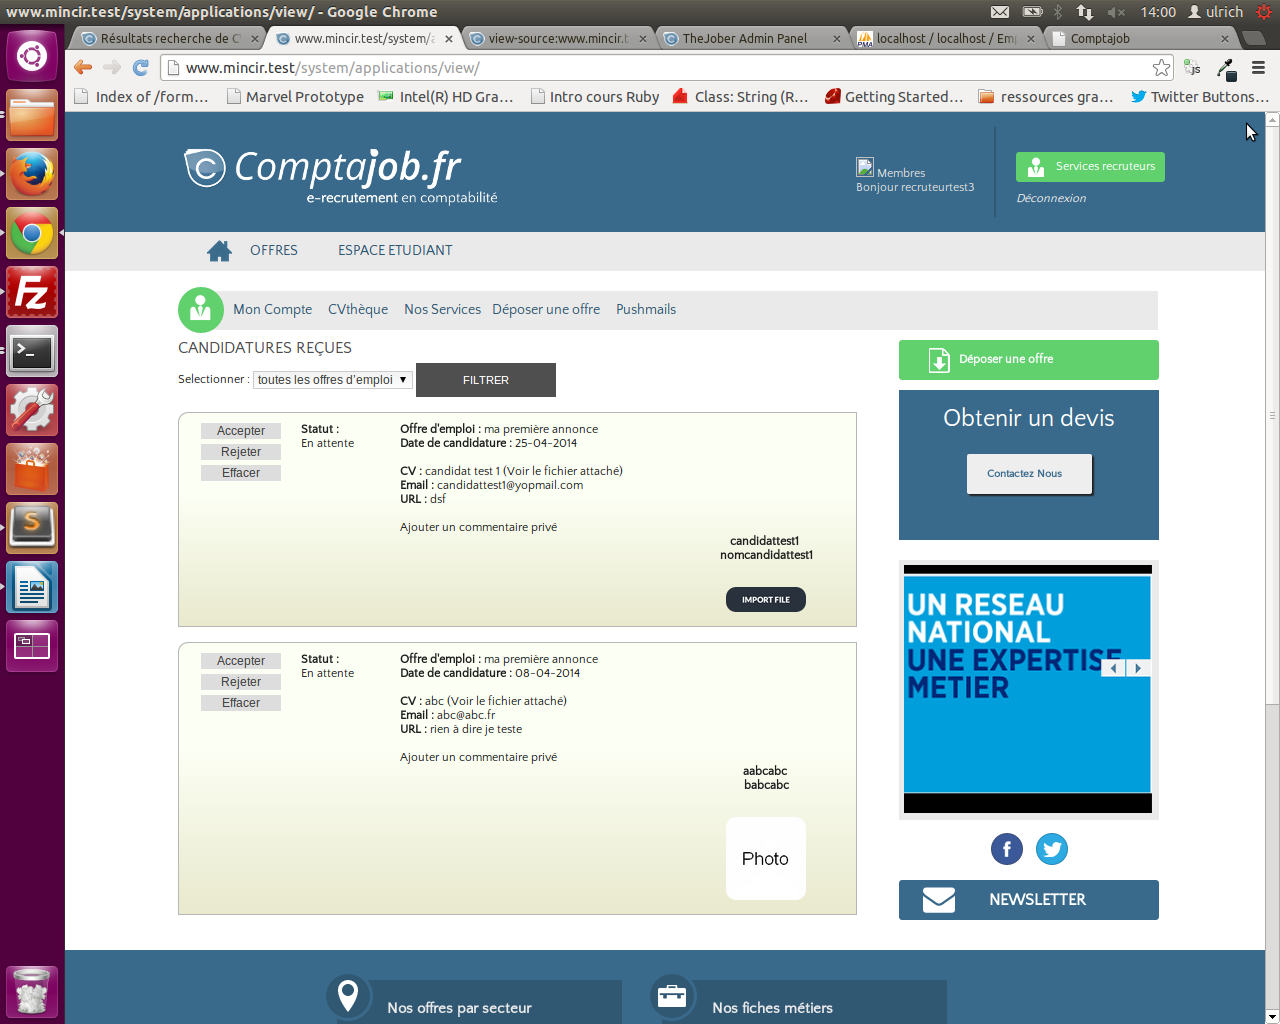 www.mincir.test/system/applications/view/ - Google Chrome
14:00 ulrich
Résultats recherche de C
www.mincir.test/system/a
view-source:www.mincir.t
TheJober Admin Panel
localhost / localhost / Em
Comptajob
www.mincir.test/system/applications/view/
js
Index of /form...
Marvel Prototype
Intel(R) HD Gra...
Intro cours Ruby
Class: String (R...
Getting Started...
ressources gra...
Twitter Buttons...
Comptajob.fr
e-recrutement en comptabilité
Membres
Bonjour recruteurtest3
Services recruteurs
Déconnexion
OFFRES
ESPACE ETUDIANT
Mon Compte
CVthèque
Nos Services
Déposer une offre
Pushmails
CANDIDATURES REÇUES
Selectionner :
toutes les offres d'emploi
FILTRER
Accepter
Rejeter
Effacer
Statut :
En attente
Offre d'emploi : ma première annonce
Date de candidature : 25-04-2014
CV : candidat test 1 (Voir le fichier attaché)
Email : candidattest1@yopmail.com
URL : dsf
Ajouter un commentaire privé
candidattest1
nomcandidattest1
IMPORT FILE
Accepter
Rejeter
Effacer
Statut :
En attente
Offre d'emploi : ma première annonce
Date de candidature : 08-04-2014
CV : abc (Voir le fichier attaché)
Email : abc@abc.fr
URL : rien à dire je teste
Ajouter un commentaire privé
aabcabc
babcabc
Photo
Déposer une offre
Obtenir un devis
Contactez Nous
UN RESEAU
NATIONAL
UNE EXPERTISE
METIER
NEWSLETTER
Nos offres par secteur
Nos fiches métiers